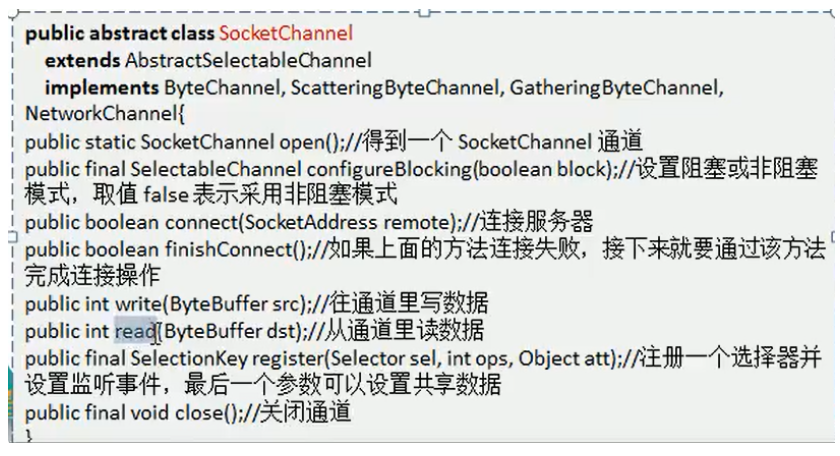 public abstract class SocketChannel
extends AbstractSelectableChannel
implements ByteChannel, ScatteringByteChannel, GatheringByteChannel,
NetworkChannel{
public static SocketChannel open();//得到一个 SocketChannel 通道
public final SelectableChannel configureBlocking(boolean block);//设置阻塞或非阻塞
模式，取值 false 表示采用非阻塞模式
public boolean connect(SocketAddress remote);//连接服务器
public boolean finishConnect();//如果上面的方法连接失败，接下来就要通过该方法
完成连接操作
public int write(ByteBuffer src);//往通道里写数据
public int read(ByteBuffer dst);//从通道里读数据
public final SelectionKey register(Selector sel, int ops, Object att);//注册一个选择器并
设置监听事件，最后一个参数可以设置共享数据
public final void close();//关闭通道
}